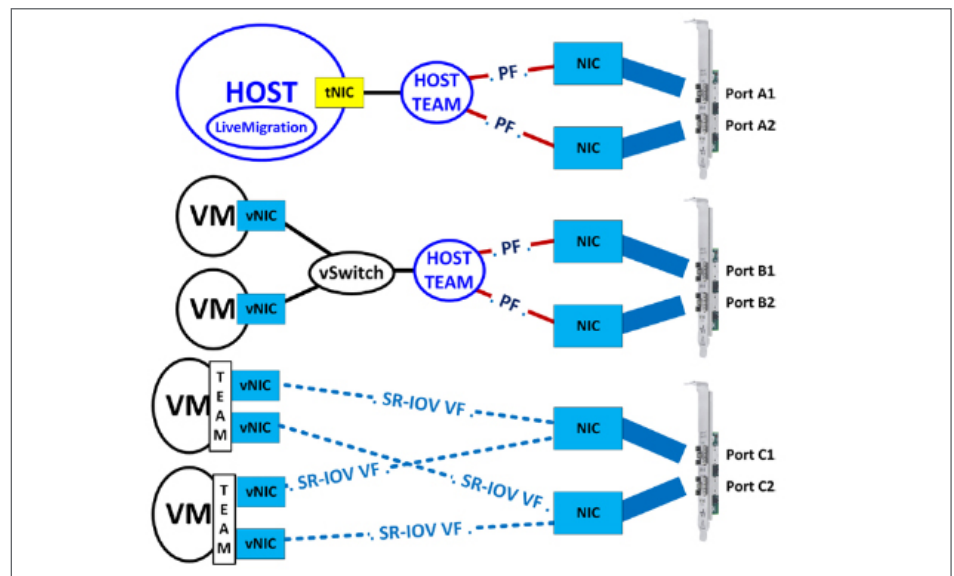 HOST
LiveMigration
tNIC
HOST
TEAM
. PF .
. PF .
NIC
NIC
Port A1
Port A2
VM
vNIC
VM
vNIC
vSwitch
HOST
TEAM
. PF .
. PF .
NIC
NIC
Port B1
Port B2
VM
TEAM
vNIC
vNIC
. SR-IOV VF .
VM
TEAM
vNIC
vNIC
. SR-IOV VF .
. SR-IOV VF .
. SR-IOV VF .
NIC
NIC
Port C1
Port C2